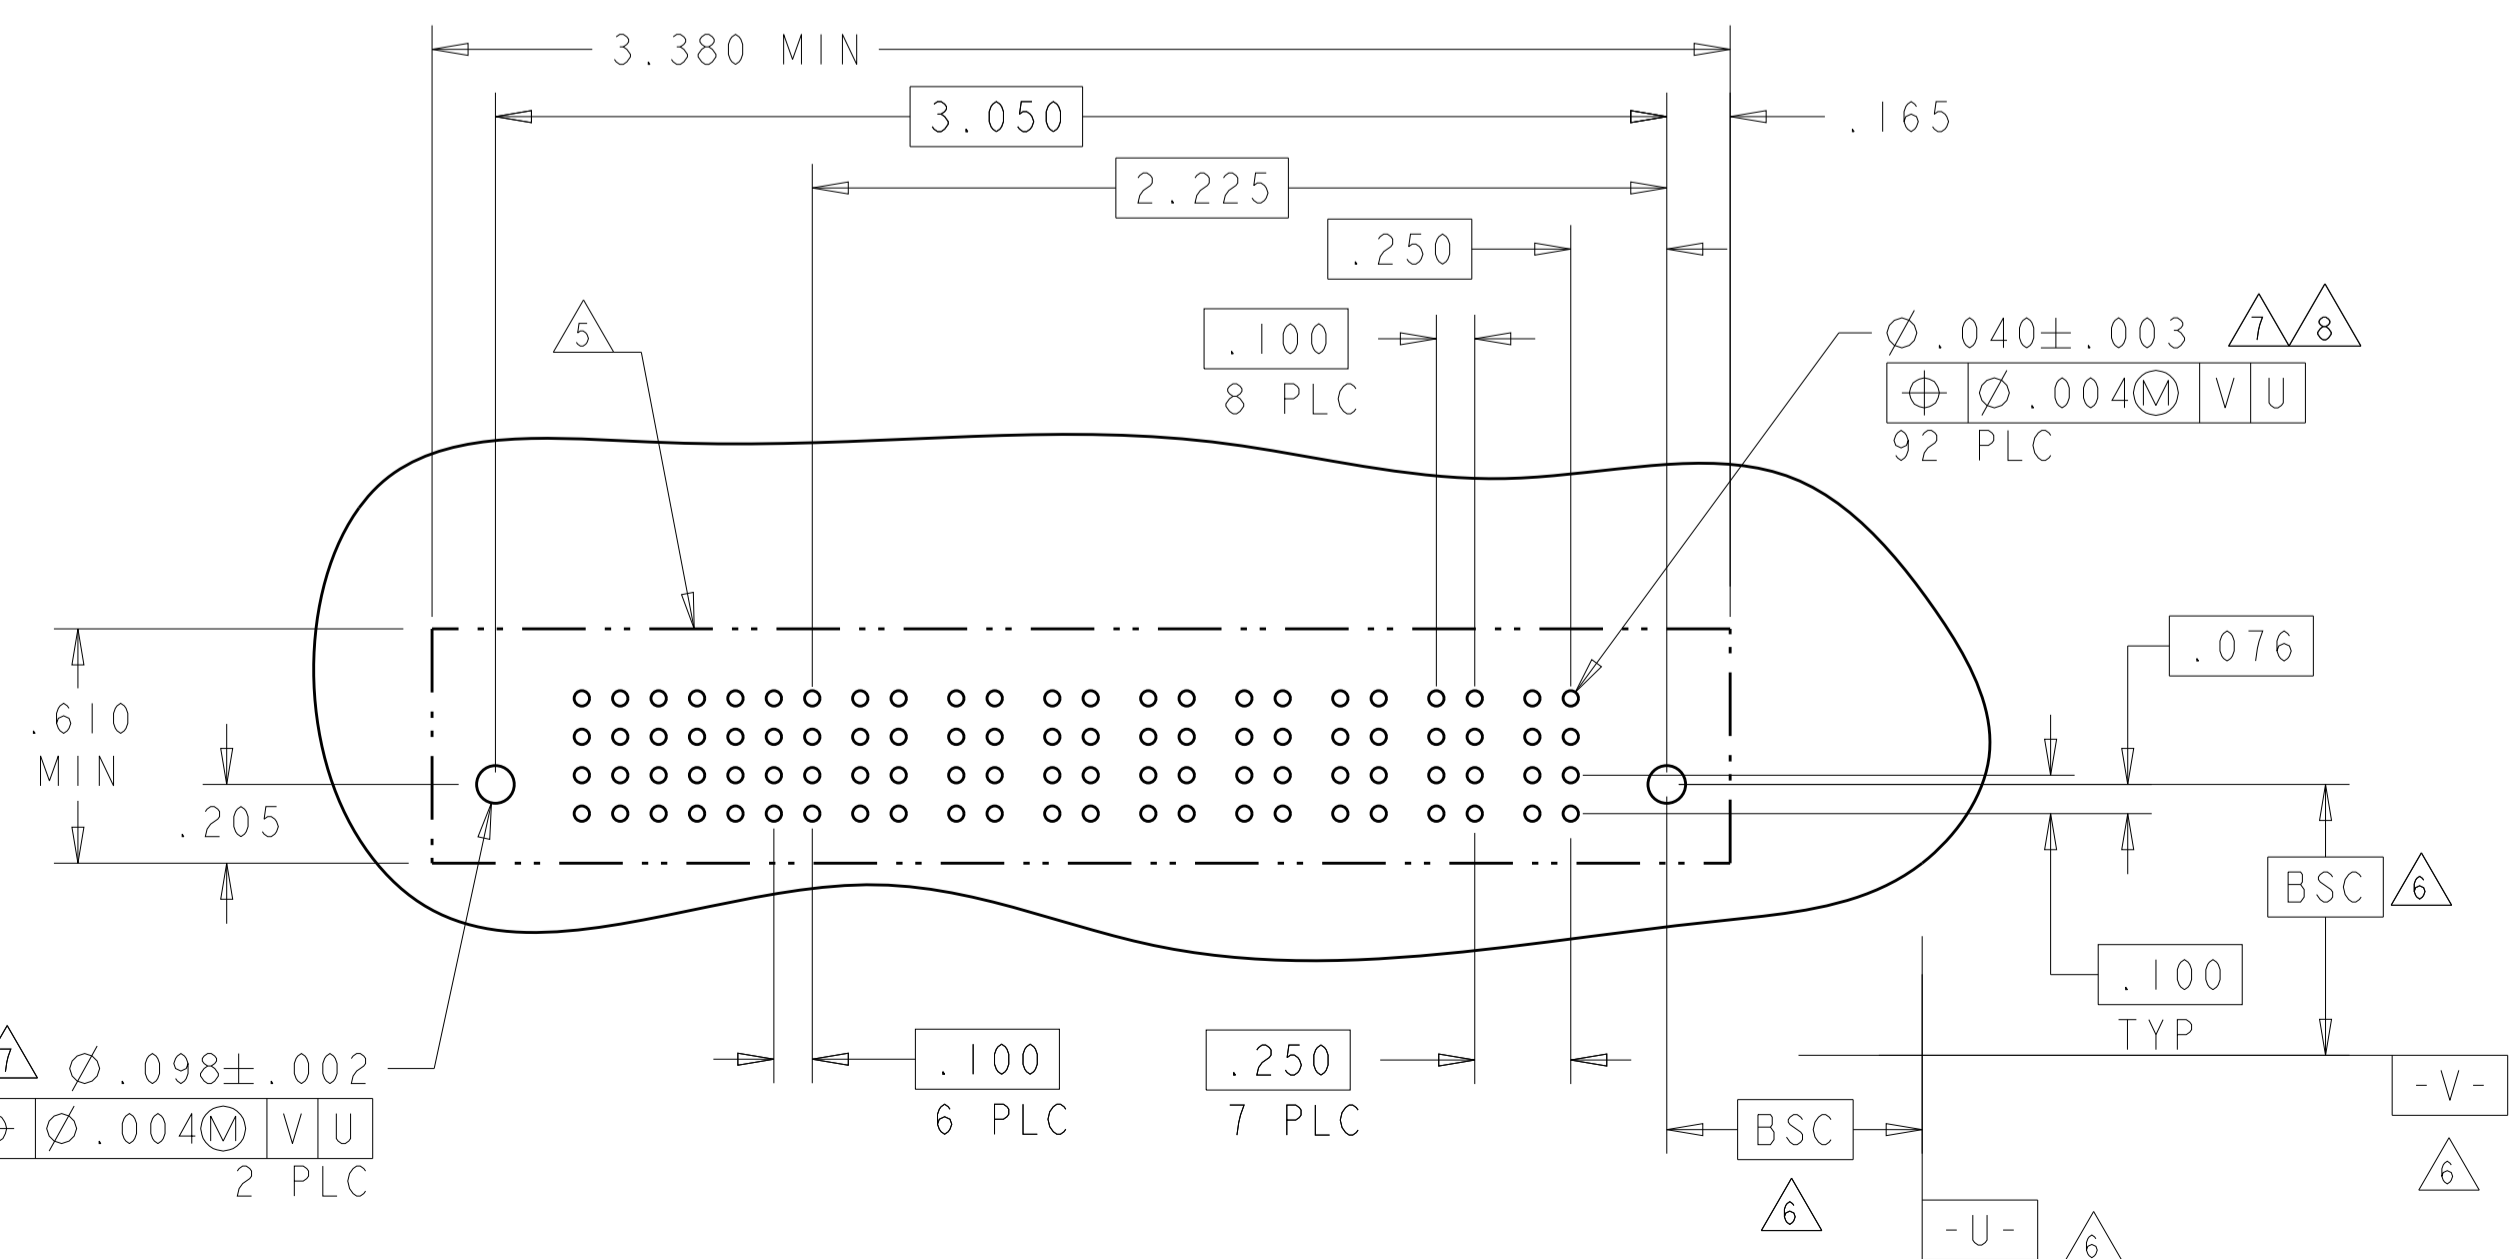 3.380 MIN
3.050
.165
2.225
.250
5
.100
8 PLC
⌀.040±.003
7 8
⌖ ⌀.004Ⓜ V U
92 PLC
.076
.610
MIN
.205
BSC 6
.100
TYP
7 ⌀.098±.002
⌖ ⌀.004Ⓜ V U
2 PLC
.100
6 PLC
.250
7 PLC
BSC
6
-V-
6
-U-
6